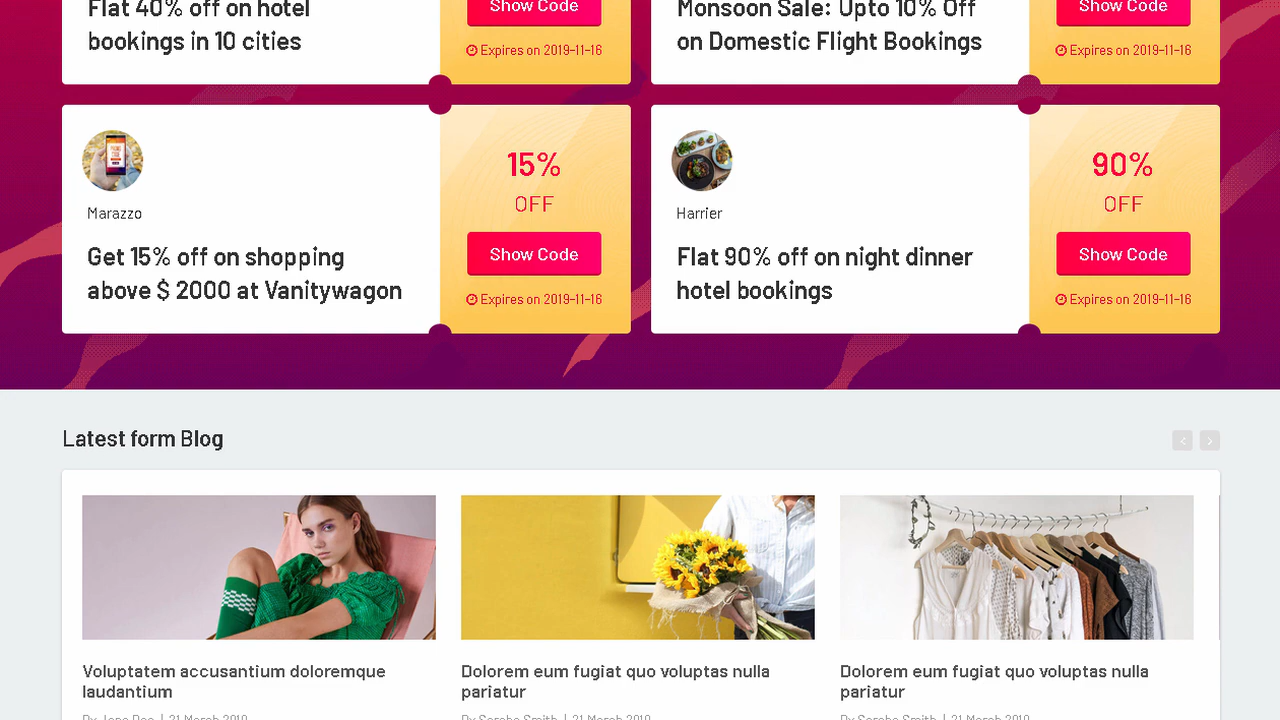 Flat 40% off on hotel
bookings in 10 cities
Show Code
Expires on 2019-11-16
Monsoon Sale: Upto 10% Off
on Domestic Flight Bookings
Show Code
Expires on 2019-11-16
Marazzo
Get 15% off on shopping
above $ 2000 at Vanitywagon
15%
OFF
Show Code
Expires on 2019-11-16
Harrier
Flat 90% off on night dinner
hotel bookings
90%
OFF
Show Code
Expires on 2019-11-16
Latest form Blog
Voluptatem accusantium doloremque
laudantium
By Jone Doe | 21 March 2019
Dolorem eum fugiat quo voluptas nulla
pariatur
By Saraha Smith | 21 March 2019
Dolorem eum fugiat quo voluptas nulla
pariatur
By Saraha Smith | 21 March 2019